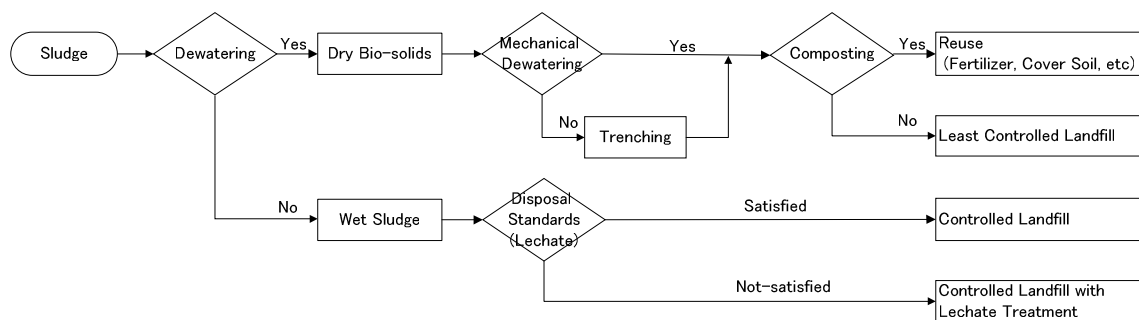 Sludge
Dewatering
Yes
Dry Bio-solids
Mechanical
Dewatering
Yes
Composting
Yes
Reuse
(Fertilizer, Cover Soil, etc)
No
Trenching
No
Least Controlled Landfill
No
Wet Sludge
Disposal
Standards
(Lechate)
Satisfied
Controlled Landfill
Not-satisfied
Controlled Landfill with
Lechate Treatment